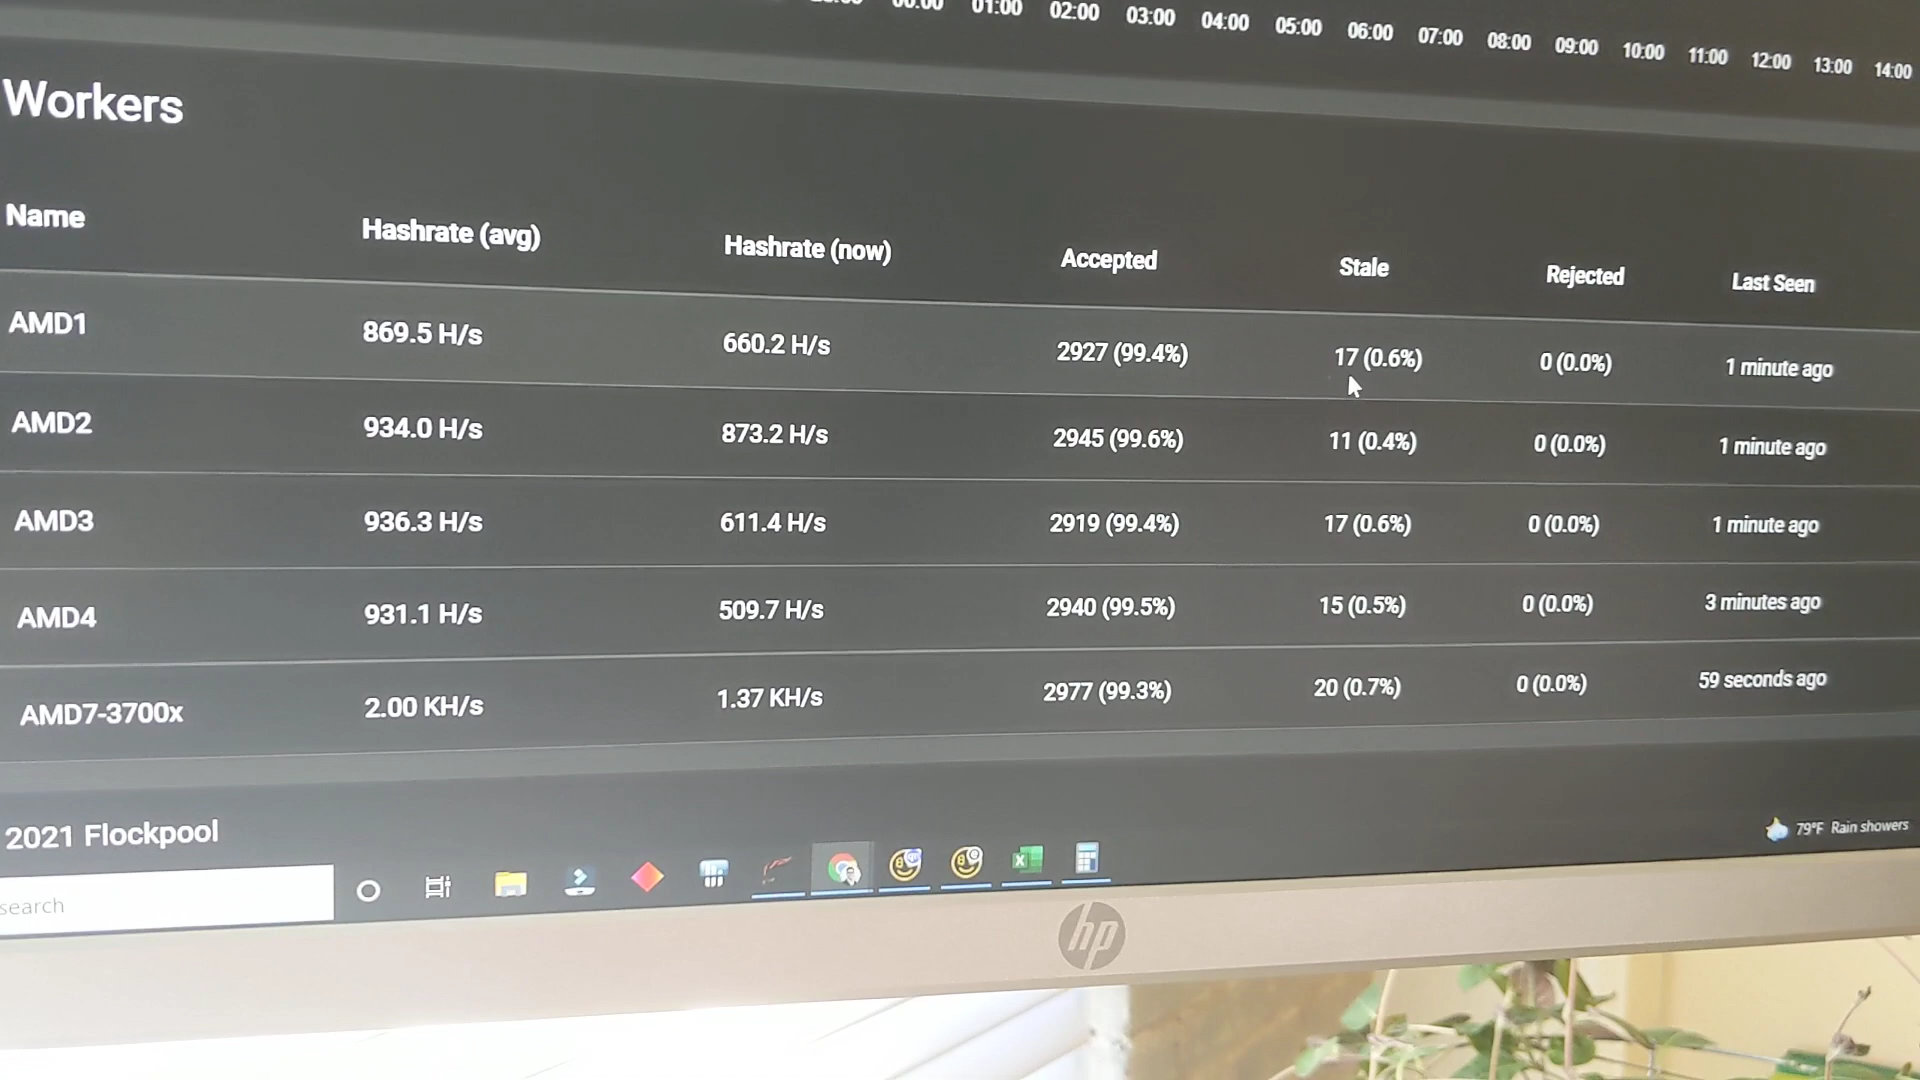 00:00 01:00 02:00 03:00 04:00 05:00 06:00 07:00 08:00 09:00 10:00 11:00 12:00 13:00 14:00
Workers
Name Hashrate (avg) Hashrate (now) Accepted Stale Rejected Last Seen
AMD1 869.5 H/s 660.2 H/s 2927 (99.4%) 17 (0.6%) 0 (0.0%) 1 minute ago
AMD2 934.0 H/s 873.2 H/s 2945 (99.6%) 11 (0.4%) 0 (0.0%) 1 minute ago
AMD3 936.3 H/s 611.4 H/s 2919 (99.4%) 17 (0.6%) 0 (0.0%) 1 minute ago
AMD4 931.1 H/s 509.7 H/s 2940 (99.5%) 15 (0.5%) 0 (0.0%) 3 minutes ago
AMD7-3700x 2.00 KH/s 1.37 KH/s 2977 (99.3%) 20 (0.7%) 0 (0.0%) 59 seconds ago
2021 Flockpool
79°F Rain showers
search
hp